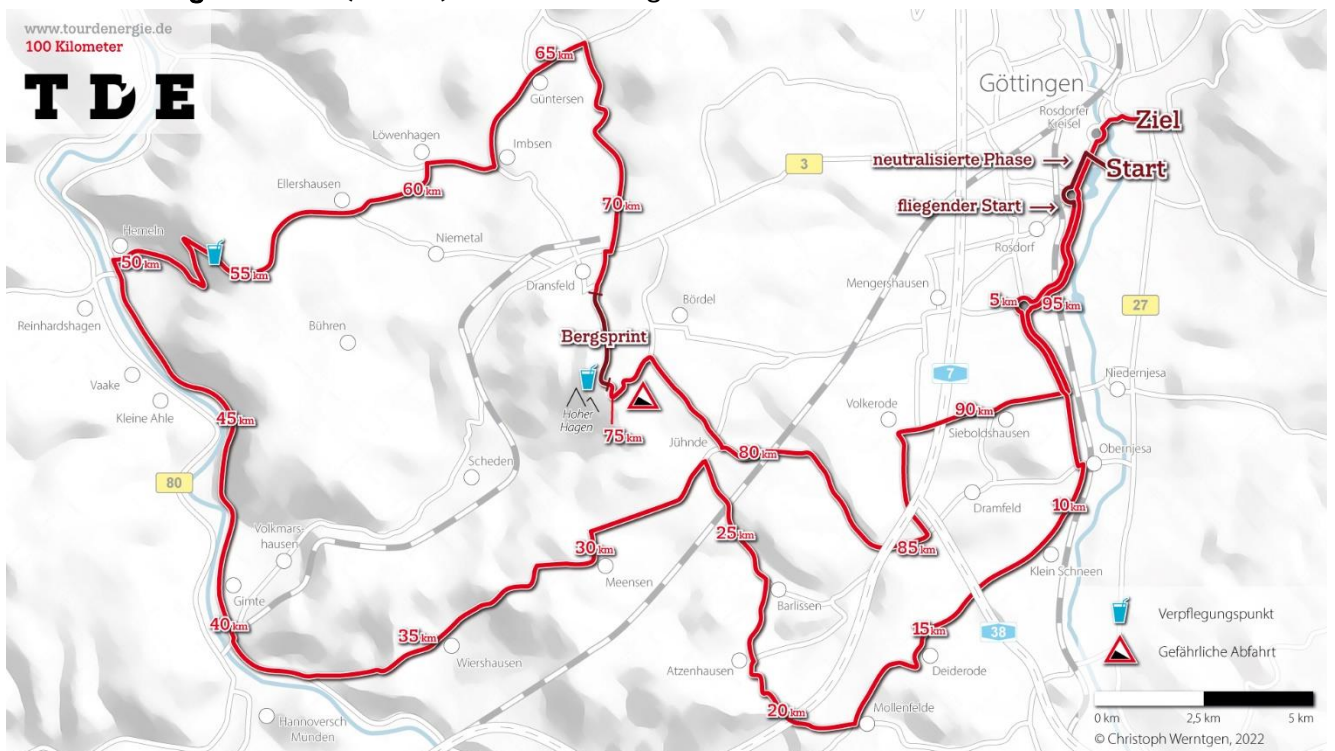 www.tourdenergie.de
100 Kilometer
TDE
65 km
Güntersen
Göttingen
Rosdorfer
Kreisel
Ziel
neutralisierte Phase
Start
fliegender Start
Rosdorf
3
Löwenhagen
Imbsen
Ellershausen
60 km
70 km
Niemetal
Hemeln
50 km
55 km
Dransfeld
Bördel
Mengershausen
5 km
95 km
27
Reinhardshagen
Bühren
Bergsprint
Vaake
Kleine Ahle
Hoher
Hagen
7
Niedernjesa
45 km
75 km
Volkerode
90 km
Sieboldshausen
Jühnde
80 km
Obernjesa
Scheden
80
Dramfeld
10 km
Volkmars-
hausen
25 km
30 km
85 km
Meensen
Klein Schneen
Gimte
Barlissen
Verpflegungspunkt
40 km
35 km
15 km
38
Wiershausen
Atzenhausen
Deiderode
Gefährliche Abfahrt
20 km
Mollenfelde
Hannoversch
Münden
0 km
2,5 km
5 km
© Christoph Werntgen, 2022